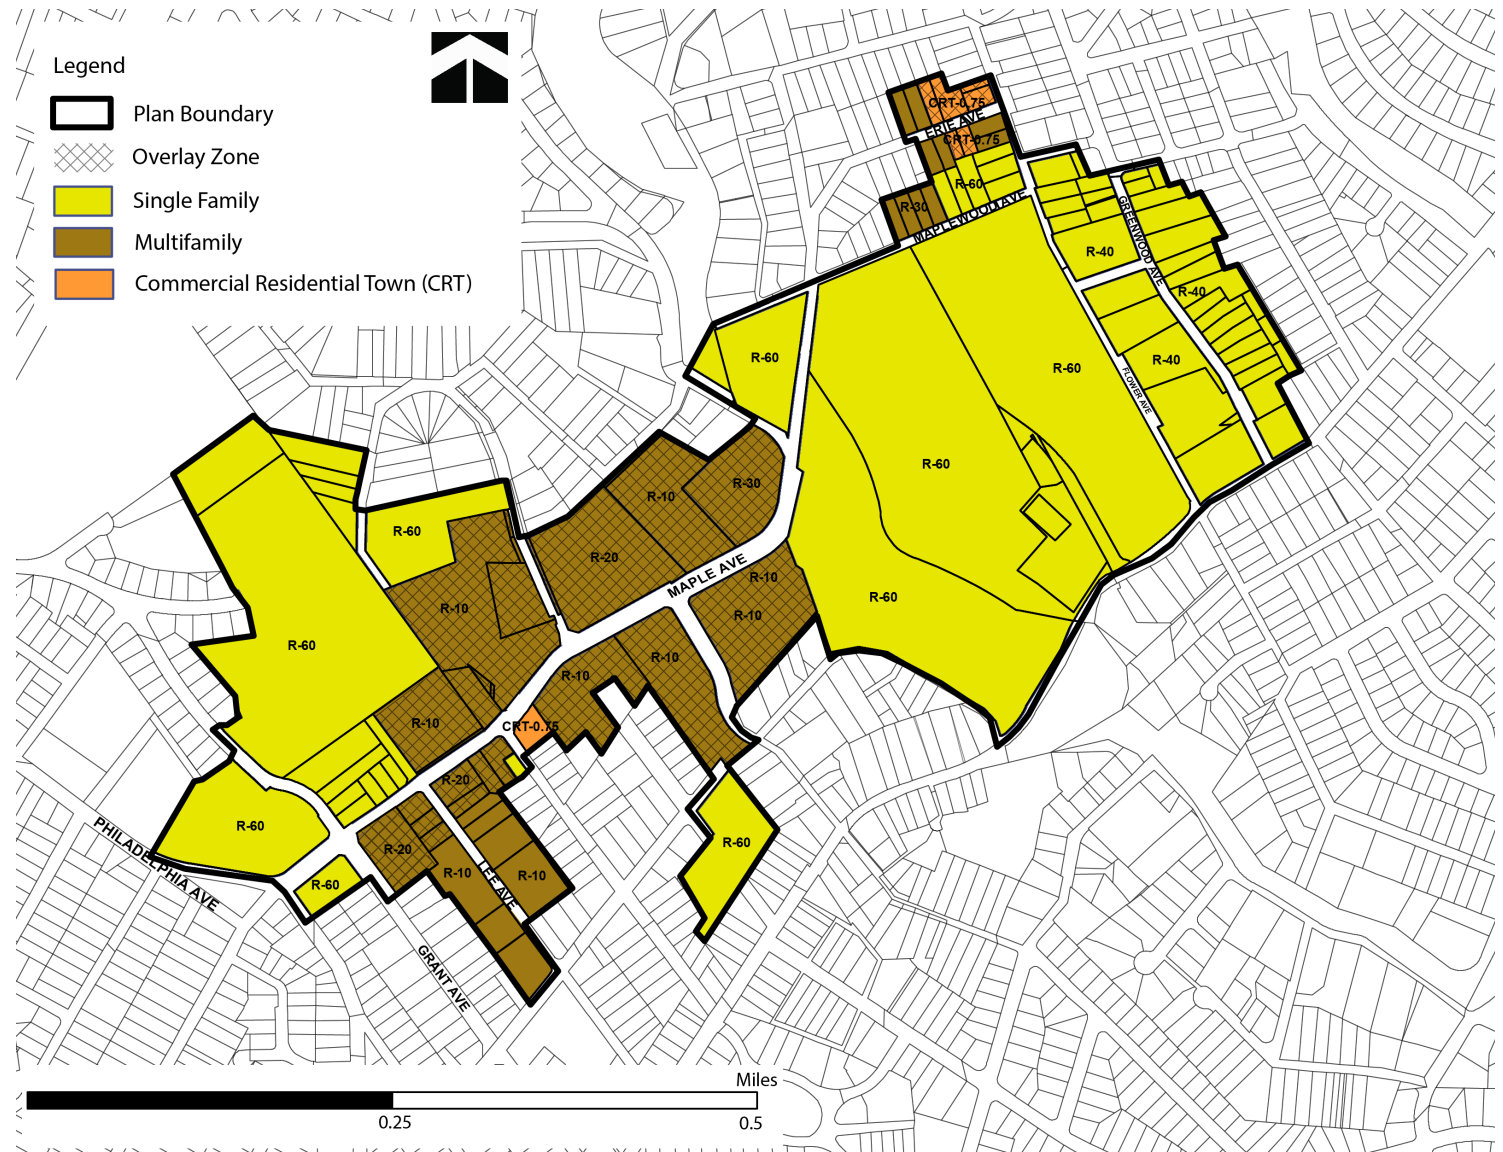 Legend
Plan Boundary
Overlay Zone
Single Family
Multifamily
Commercial Residential Town (CRT)
CRT-0.75
ERIE AVE
CRT-0.75
R-60
R-30
MAPLEWOOD AVE
GREENWOOD AVE
R-40
R-40
R-60
R-40
R-60
FLOWER AVE
R-60
R-30
R-10
R-60
R-20
MAPLE AVE
R-10
R-60
R-10
R-10
R-60
R-10
R-10
R-10
CRT-0.75
R-20
R-60
R-60
R-20
PHILADELPHIA AVE
R-10
R-10
LEE AVE
R-60
GRANT AVE
Miles
0.25
0.5